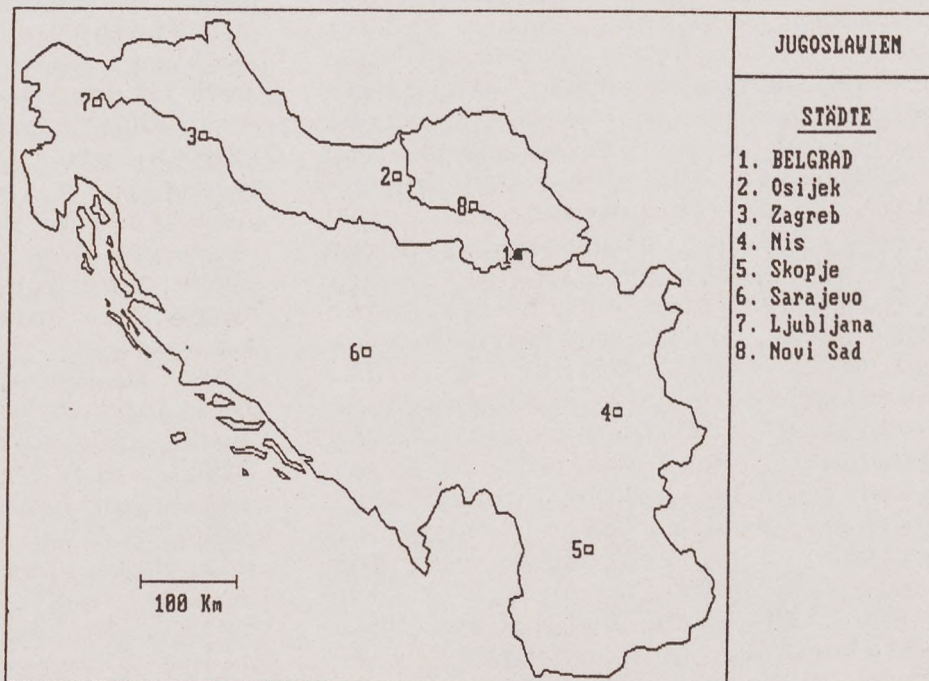 JUGOSLAWIEN
STÄDTE
1. BELGRAD
2. Osijek
3. Zagreb
4. Nis
5. Skopje
6. Sarajevo
7. Ljubljana
8. Novi Sad
7
3
2
8
1
6
4
5
100 Km